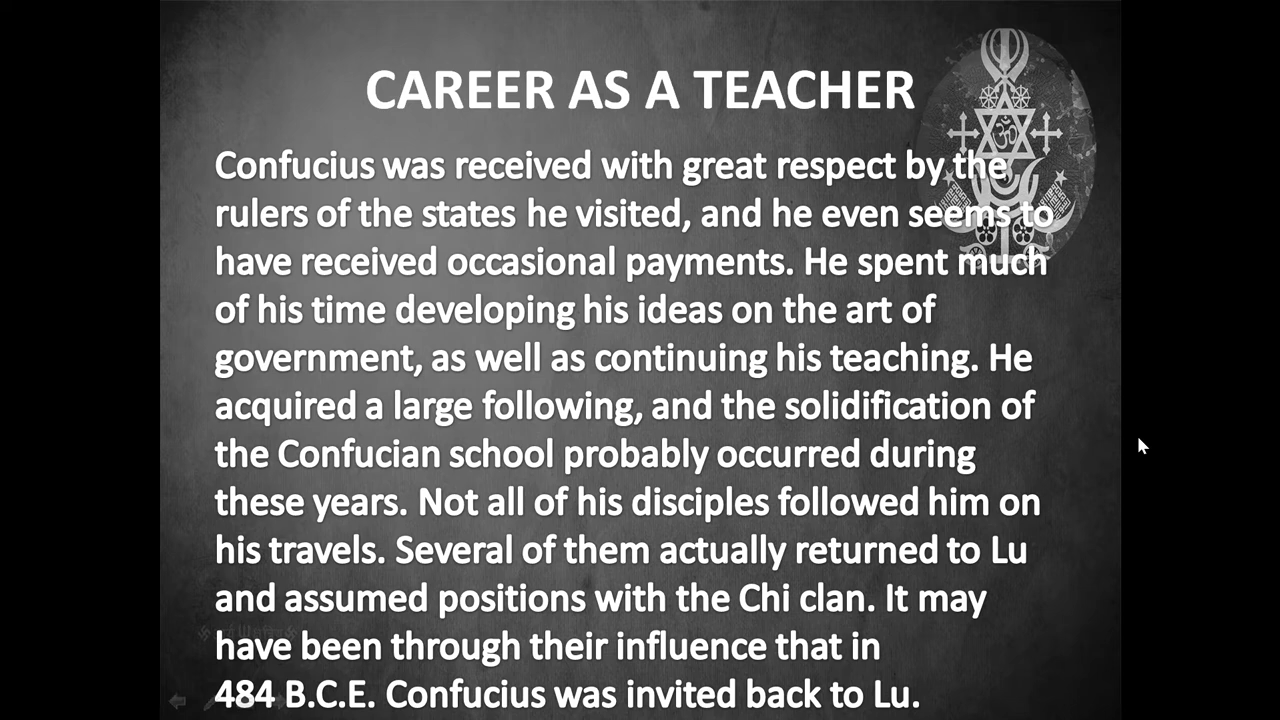 CAREER AS A TEACHER
Confucius was received with great respect by the
rulers of the states he visited, and he even seems to
have received occasional payments. He spent much
of his time developing his ideas on the art of
government, as well as continuing his teaching. He
acquired a large following, and the solidification of
the Confucian school probably occurred during
these years. Not all of his disciples followed him on
his travels. Several of them actually returned to Lu
and assumed positions with the Chi clan. It may
have been through their influence that in
484 B.C.E. Confucius was invited back to Lu.